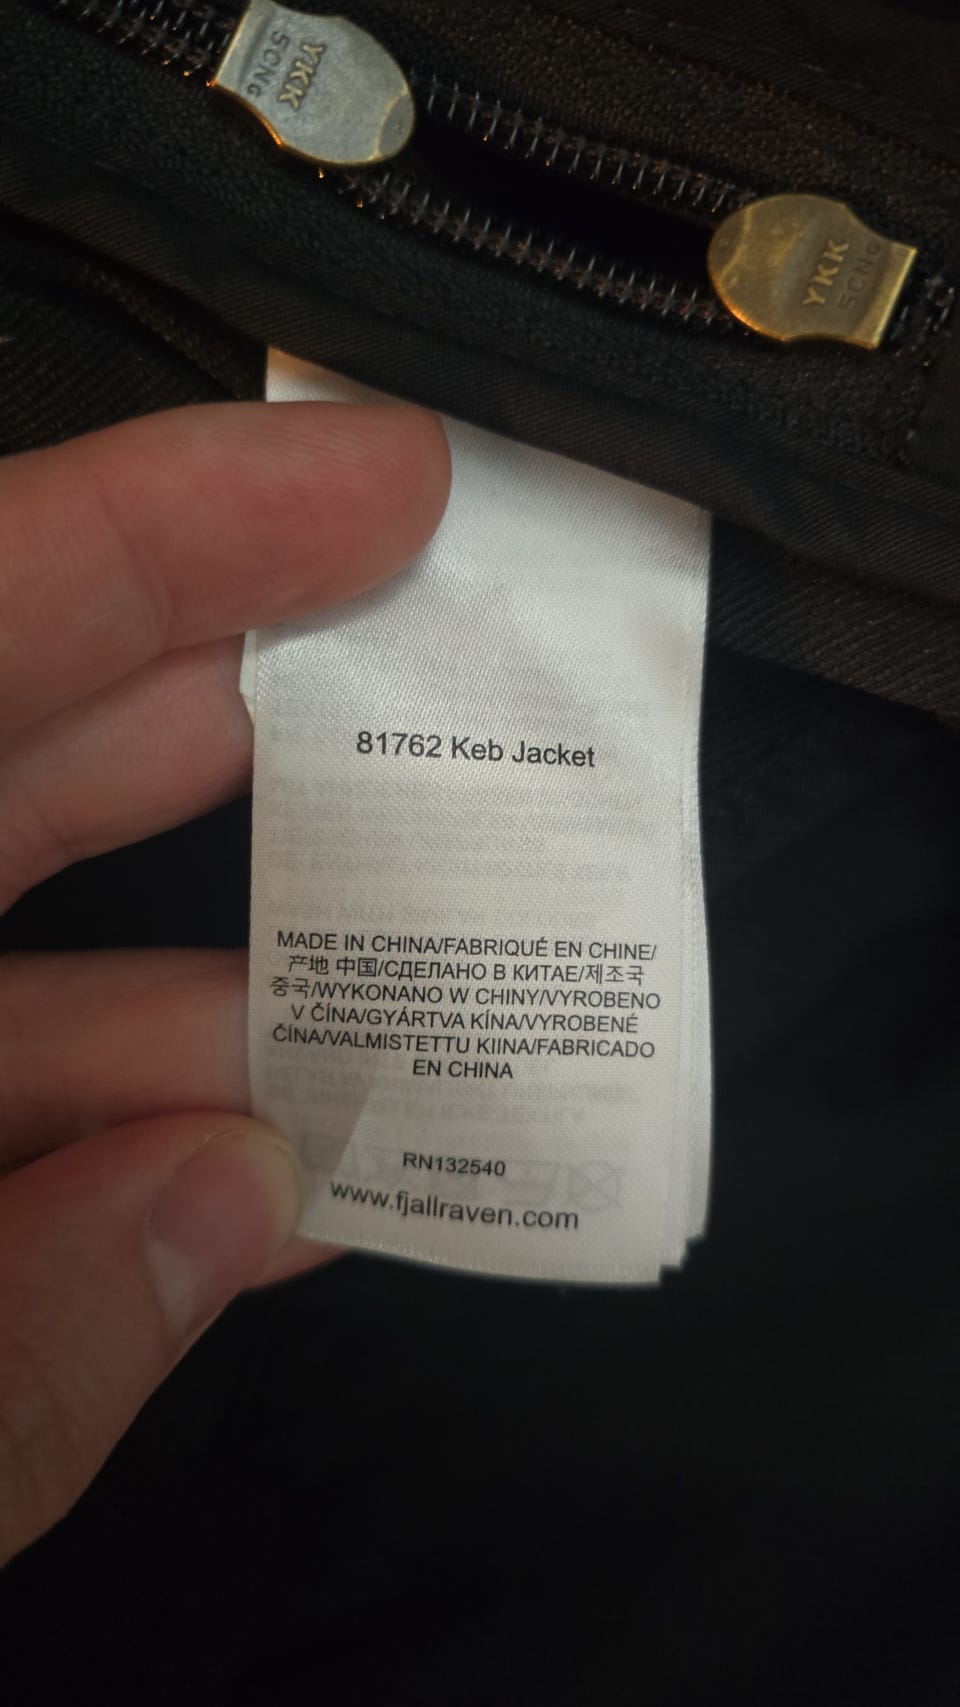 YKK
5CNG
YKK
5CNG
81762 Keb Jacket
MADE IN CHINA/FABRIQUÉ EN CHINE/
产地 中国/СДЕЛАНО В КИТАЕ/제조국
중국/WYKONANO W CHINY/VYROBENO
V ČÍNA/GYÁRTVA KÍNA/VYROBENÉ
ČÍNA/VALMISTETTU KIINA/FABRICADO
EN CHINA
RN132540
www.fjallraven.com